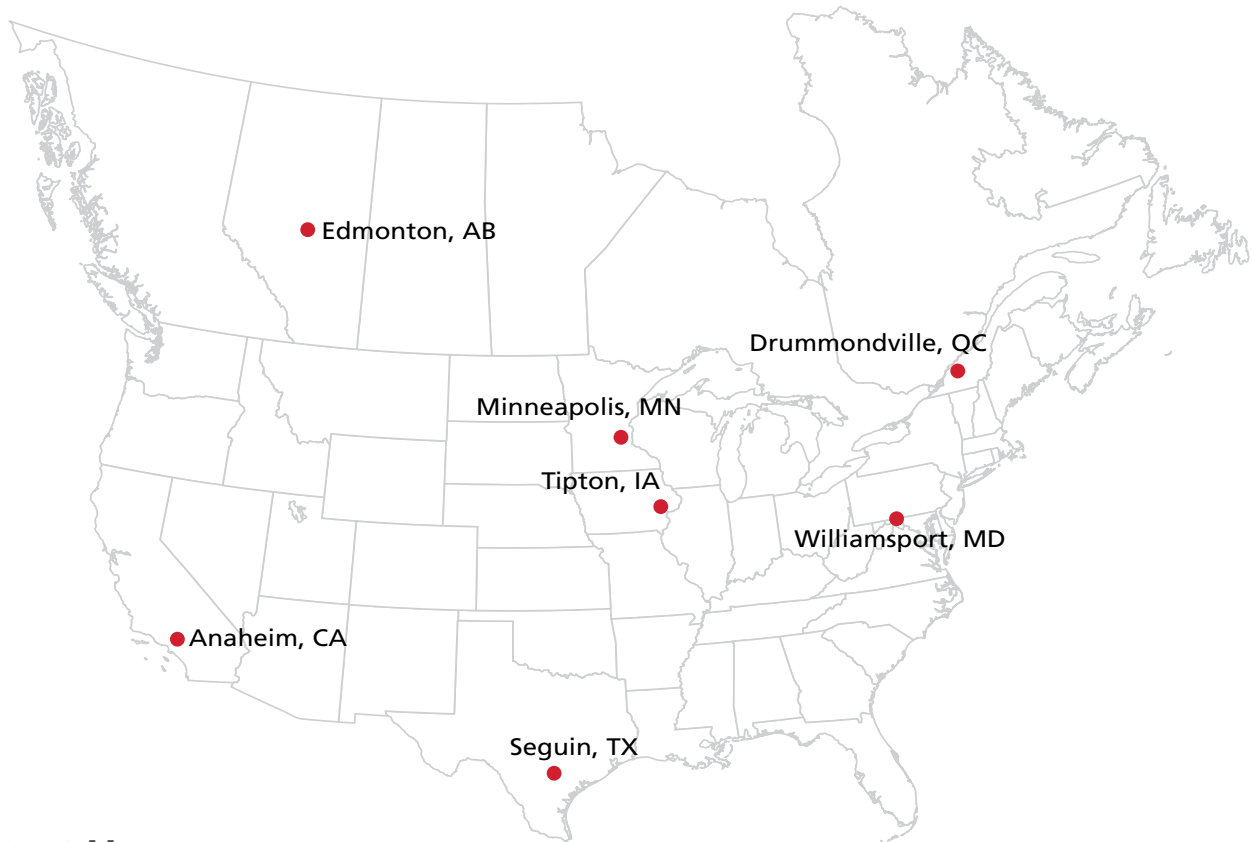 Edmonton, AB
Drummondville, QC
Minneapolis, MN
Tipton, IA
Williamsport, MD
Anaheim, CA
Seguin, TX